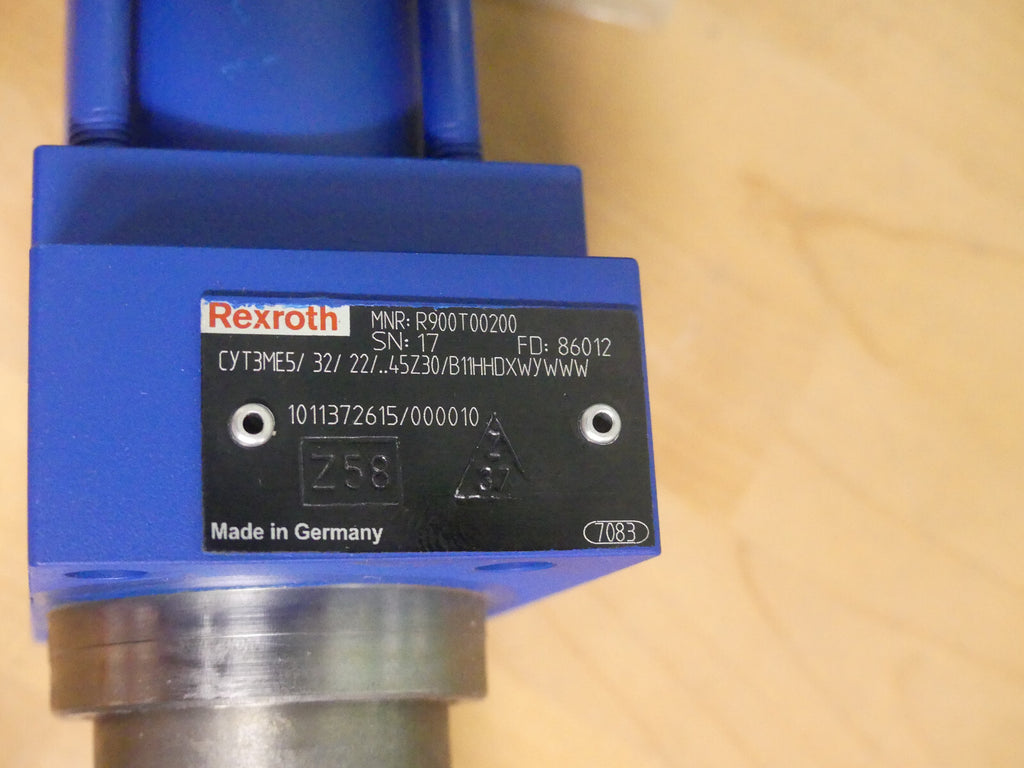 Rexroth MNR: R900T00200
SN: 17 FD: 86012
CYT3ME5/ 32/ 22/..45Z30/B11HHDXWYWWW
1011372615/000010
Z58
37
Made in Germany 7083